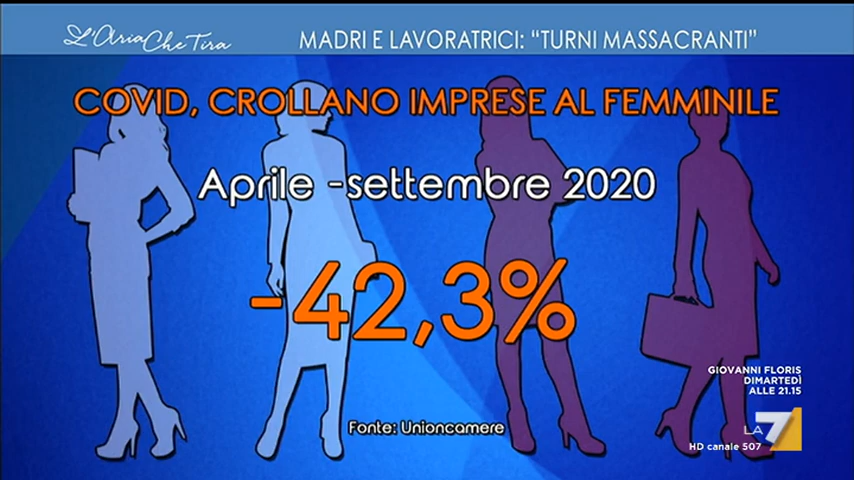 L'Aria Che Tira
MADRI E LAVORATRICI: “TURNI MASSACRANTI”
COVID, CROLLANO IMPRESE AL FEMMINILE
Aprile -settembre 2020
-42,3%
Fonte: Unioncamere
GIOVANNI FLORIS
DIMARTEDÌ
ALLE 21.15
LA 7
HD canale 507